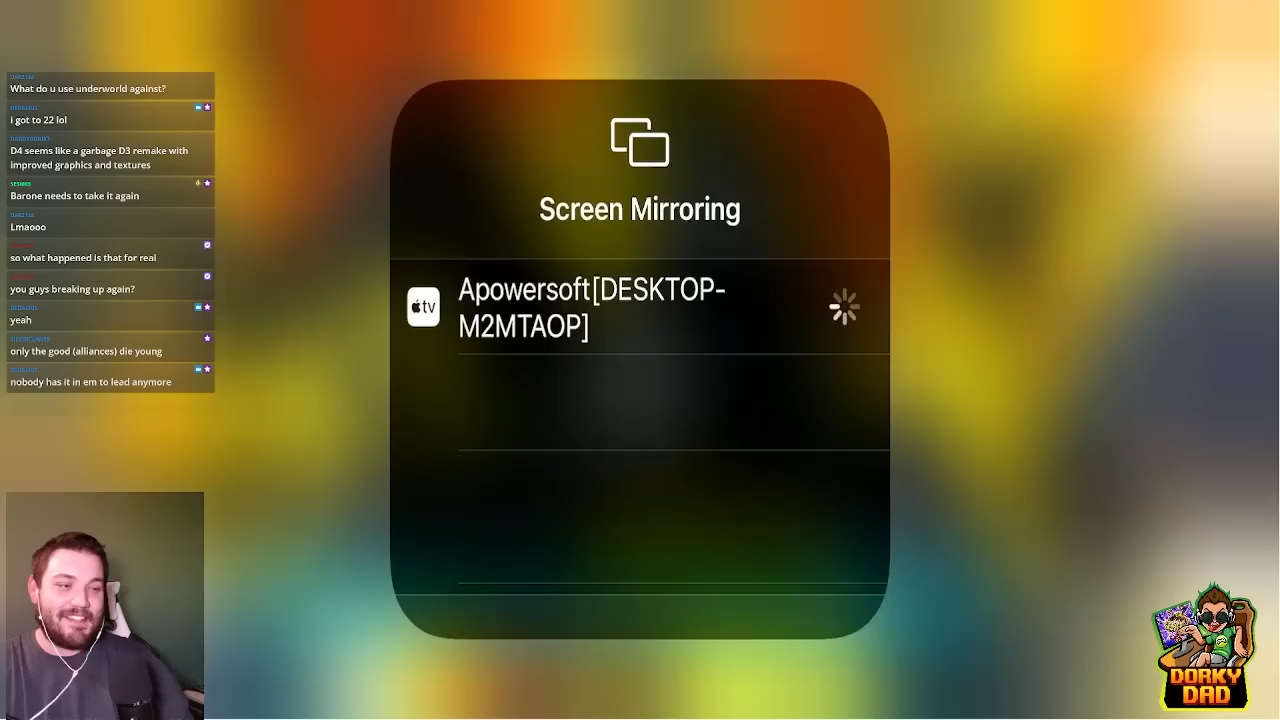 What do u use underworld against?
i got to 22 lol
D4 seems like a garbage D3 remake with
improved graphics and textures
Barone needs to take it again
Lmaooo
so what happened is that for real
you guys breaking up again?
yeah
only the good (alliances) die young
nobody has it in em to lead anymore
Screen Mirroring
tv
Apowersoft[DESKTOP-
M2MTAOP]
DORKY
DAD